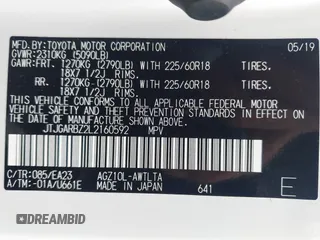 MFD. BY: TOYOTA MOTOR CORPORATION 05/19
GVWR: 2310KG (5090LB)
GAWR: FRT. 1270KG (2790LB) WITH 225/60R18 TIRES.
18X7 1/2J RIMS.
RR. 1270KG (2790LB) WITH 225/60R18 TIRES.
18X7 1/2J RIMS.
THIS VEHICLE CONFORMS TO ALL APPLICABLE FEDERAL MOTOR
VEHICLE SAFETY AND THEFT PREVENTION STANDARDS IN EFFECT ON
THE DATE OF MANUFACTURE SHOWN ABOVE.
JTJGARBZ2L2160592 MPV
C/TR:085/EA23 AGZ10L-AWTLTA
A/TM:-01A/U661E MADE IN JAPAN 641 E
AUTOBIDMASTER